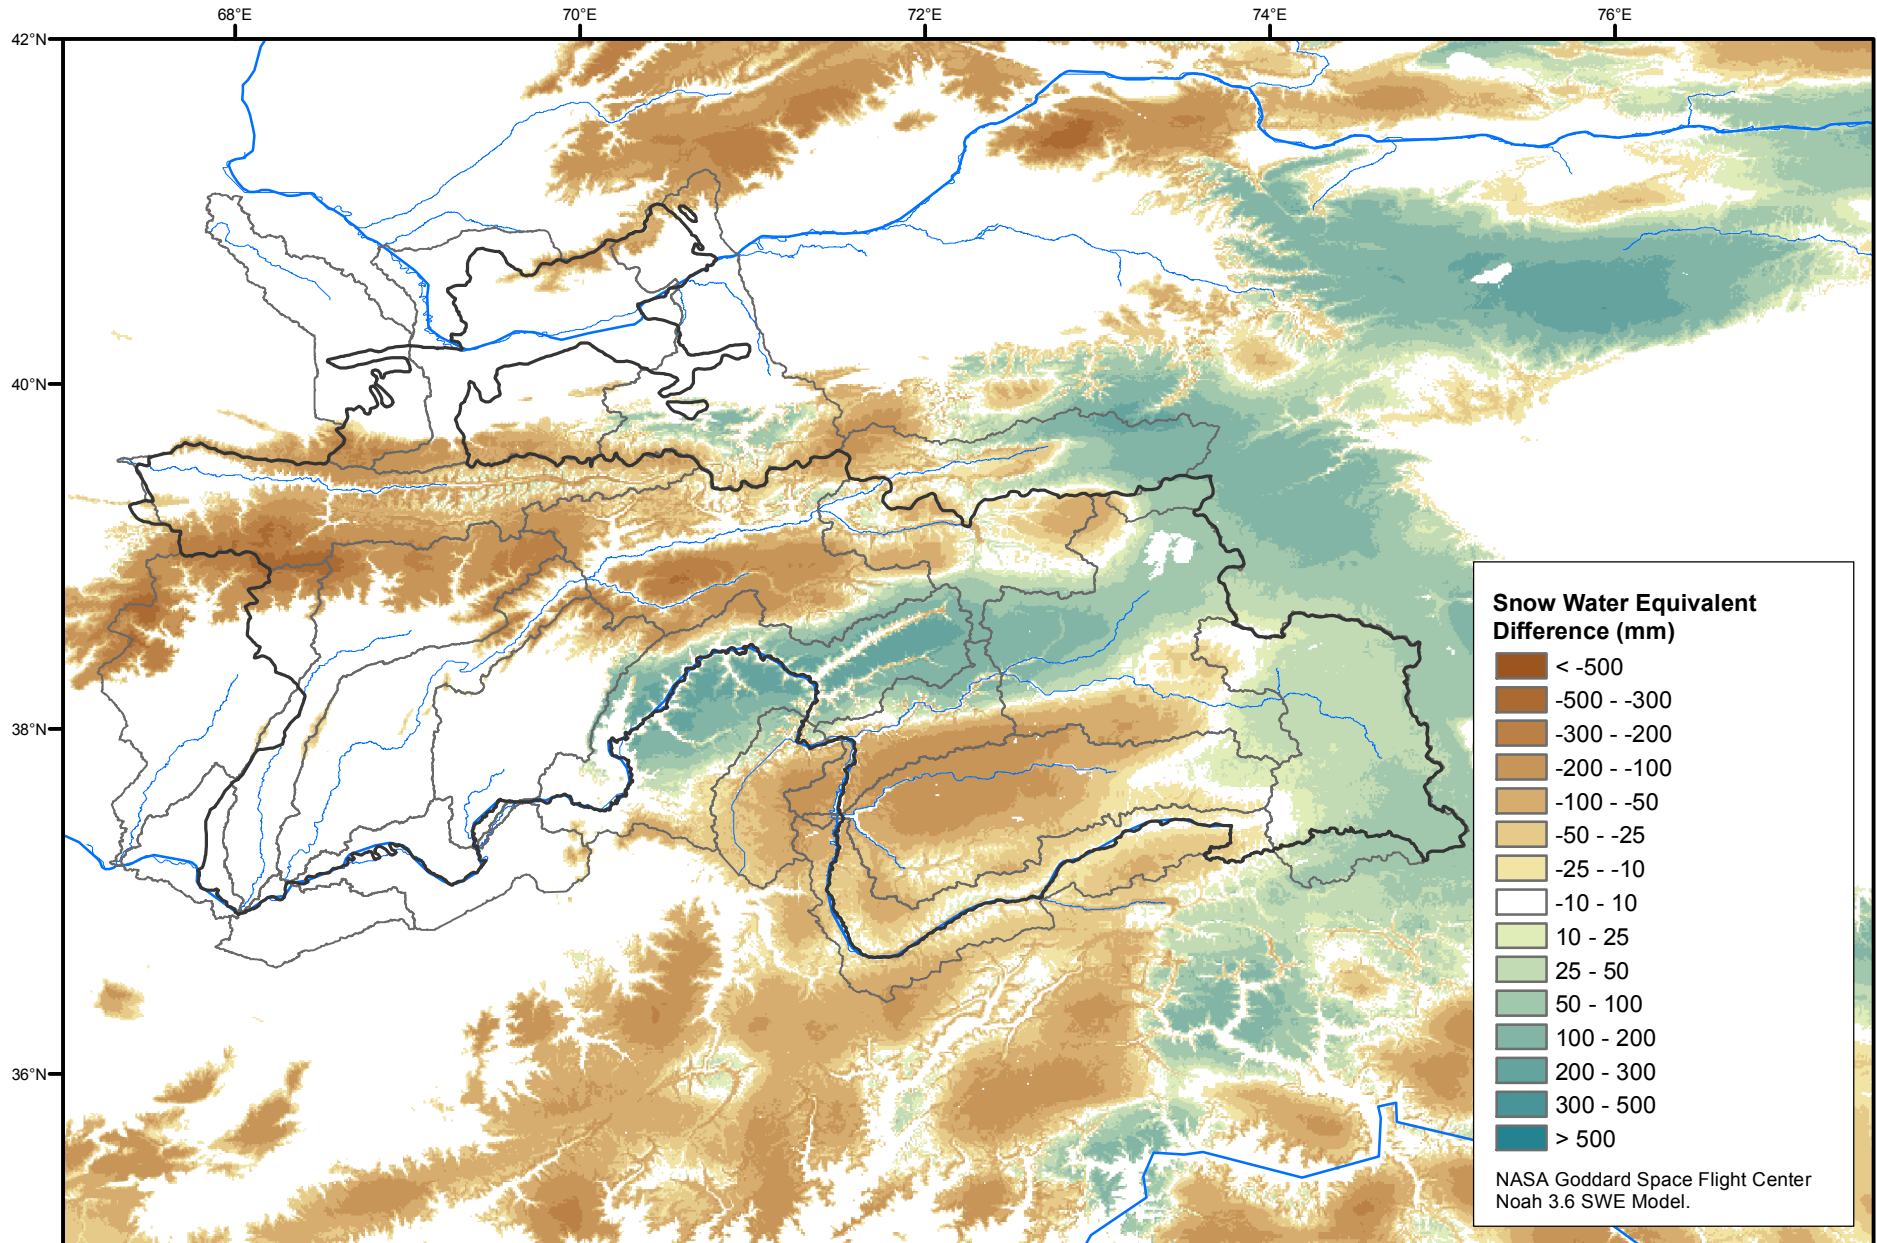 68°E 70°E 72°E 74°E 76°E
42°N
40°N
38°N
36°N
Snow Water Equivalent
Difference (mm)
< -500
-500 - -300
-300 - -200
-200 - -100
-100 - -50
-50 - -25
-25 - -10
-10 - 10
10 - 25
25 - 50
50 - 100
100 - 200
200 - 300
300 - 500
> 500
NASA Goddard Space Flight Center
Noah 3.6 SWE Model.